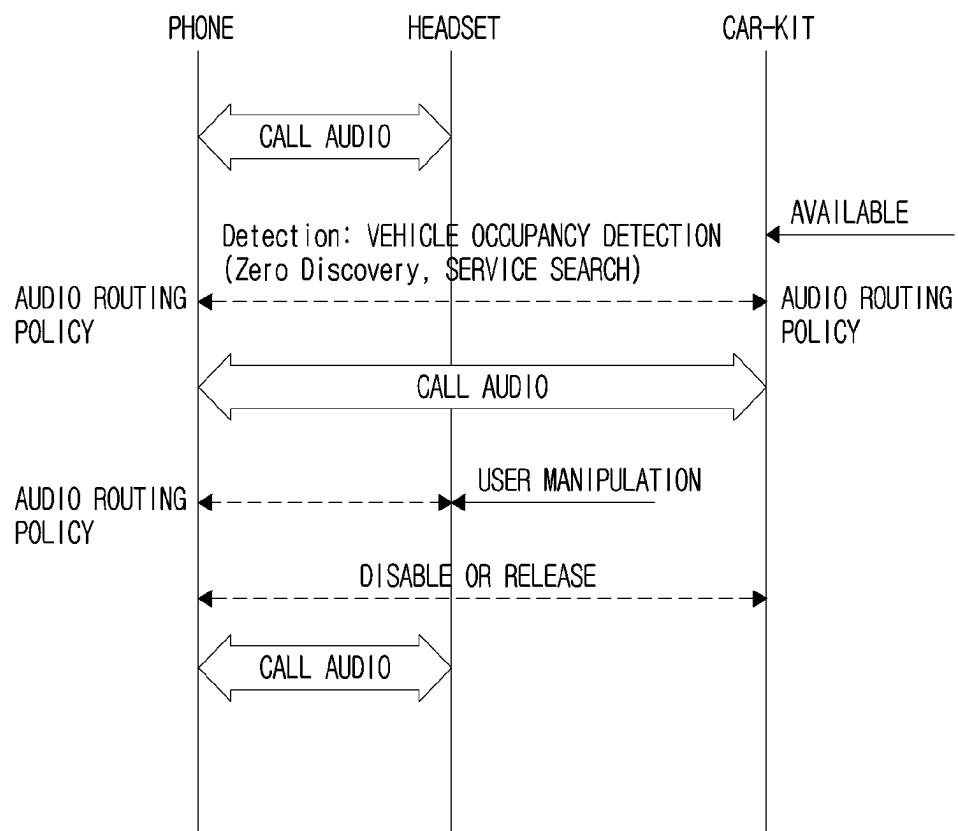 PHONE
HEADSET
CAR-KIT
CALL AUDIO
AVAILABLE
Detection: VEHICLE OCCUPANCY DETECTION
(Zero Discovery, SERVICE SEARCH)
AUDIO ROUTING
POLICY
AUDIO ROUTING
POLICY
CALL AUDIO
USER MANIPULATION
AUDIO ROUTING
POLICY
DISABLE OR RELEASE
CALL AUDIO